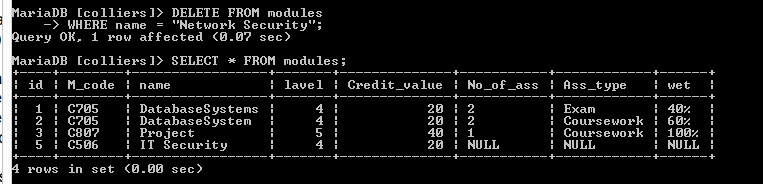 MariaDB [colliers]> DELETE FROM modules
    -> WHERE name = "Network Security";
Query OK, 1 row affected (0.07 sec)
MariaDB [colliers]> SELECT * FROM modules;
+----+--------+-----------------+-------+--------------+-----------+------------+------+
| id | M_code | name            | lavel | Credit_value | No_of_ass | Ass_type   | wet  |
+----+--------+-----------------+-------+--------------+-----------+------------+------+
|  1 | C705   | DatabaseSystems |     4 |           20 | 2         | Exam       | 40%  |
|  2 | C705   | DatabaseSystem  |     4 |           20 | 2         | Coursework | 60%  |
|  3 | C807   | Project         |     5 |           40 | 1         | Coursework | 100% |
|  5 | C506   | IT Security     |     4 |           20 | NULL      | NULL       | NULL |
+----+--------+-----------------+-------+--------------+-----------+------------+------+
4 rows in set (0.00 sec)